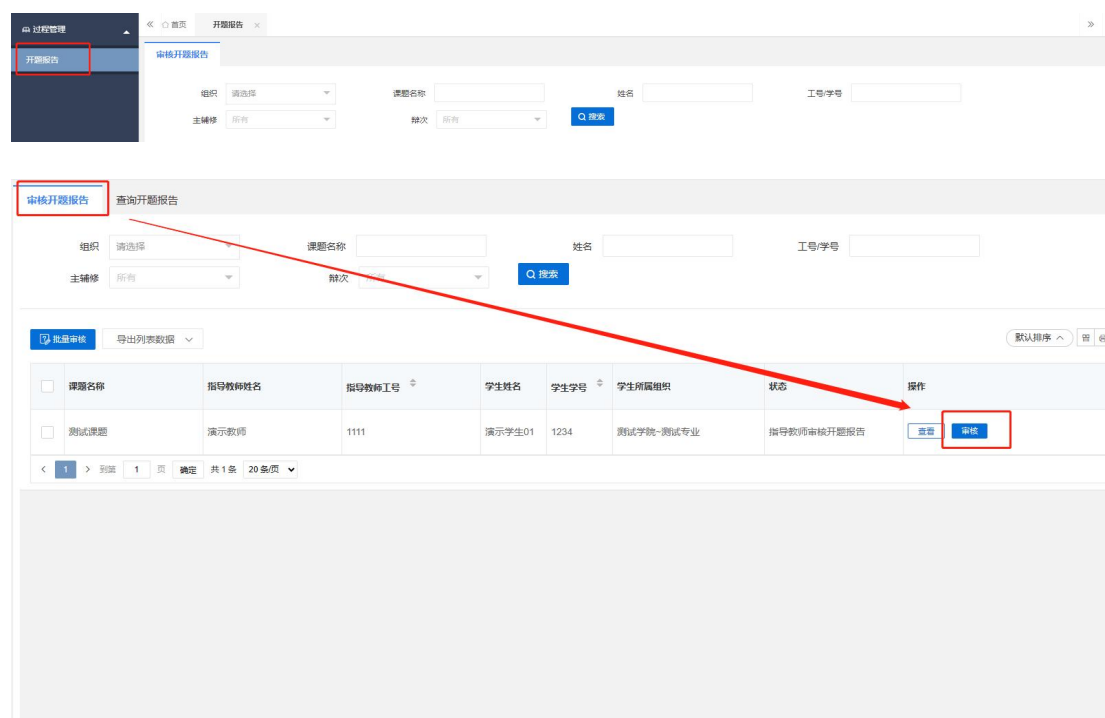 过程管理 « 首页 开题报告 × »
开题报告 审核开题报告
组织 请选择 课题名称 姓名 工号/学号
主辅修 所有 辩次 所有 搜索
审核开题报告 查询开题报告
组织 请选择 课题名称 姓名 工号/学号
主辅修 所有 辩次 所有 搜索
批量审核 导出列表数据 默认排序
课题名称 指导教师姓名 指导教师工号 学生姓名 学生学号 学生所属组织 状态 操作
测试课题 演示教师 1111 演示学生01 1234 测试学院~测试专业 指导教师审核开题报告 查看 审核
< 1 > 到第 1 页 确定 共 1 条 20 条/页